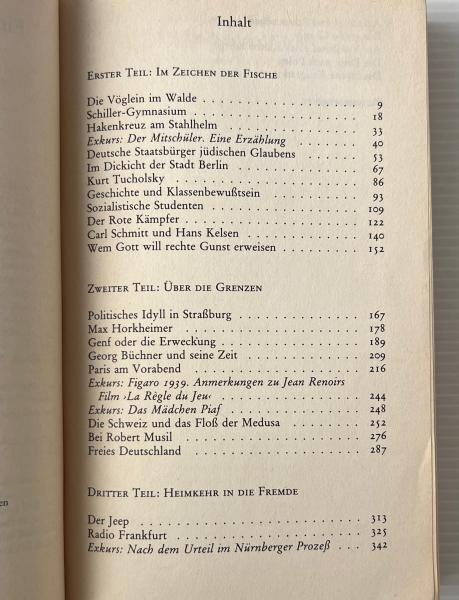 Inhalt
Erster Teil: Im Zeichen der Fische
Die Vöglein im Walde . . . . . . . . . . . . . . . . 9
Schiller-Gymnasium . . . . . . . . . . . . . . . . 18
Hakenkreuz am Stahlhelm . . . . . . . . . . . . . . 33
Exkurs: Der Mitschüler. Eine Erzählung . . . . . . . . 40
Deutsche Staatsbürger jüdischen Glaubens . . . . . . 53
Im Dickicht der Stadt Berlin . . . . . . . . . . . . . 67
Kurt Tucholsky . . . . . . . . . . . . . . . . . . 86
Geschichte und Klassenbewußtsein . . . . . . . . . . 93
Sozialistische Studenten . . . . . . . . . . . . . . 109
Der Rote Kämpfer . . . . . . . . . . . . . . . . . 122
Carl Schmitt und Hans Kelsen . . . . . . . . . . . . 140
Wem Gott will rechte Gunst erweisen . . . . . . . . 152
Zweiter Teil: Über die Grenzen
Politisches Idyll in Straßburg . . . . . . . . . . . . 167
Max Horkheimer . . . . . . . . . . . . . . . . . 178
Genf oder die Erweckung . . . . . . . . . . . . . . 189
Georg Büchner und seine Zeit . . . . . . . . . . . . 209
Paris am Vorabend . . . . . . . . . . . . . . . . 216
Exkurs: Figaro 1939. Anmerkungen zu Jean Renoirs
Film ›La Règle du Jeu‹ . . . . . . . . . . . . . . 244
Exkurs: Das Mädchen Piaf . . . . . . . . . . . . . 248
Die Schweiz und das Floß der Medusa . . . . . . . . 252
Bei Robert Musil . . . . . . . . . . . . . . . . . 276
Freies Deutschland . . . . . . . . . . . . . . . . 287
Dritter Teil: Heimkehr in die Fremde
Der Jeep . . . . . . . . . . . . . . . . . . . . 313
Radio Frankfurt . . . . . . . . . . . . . . . . . 325
Exkurs: Nach dem Urteil im Nürnberger Prozeß . . . 342